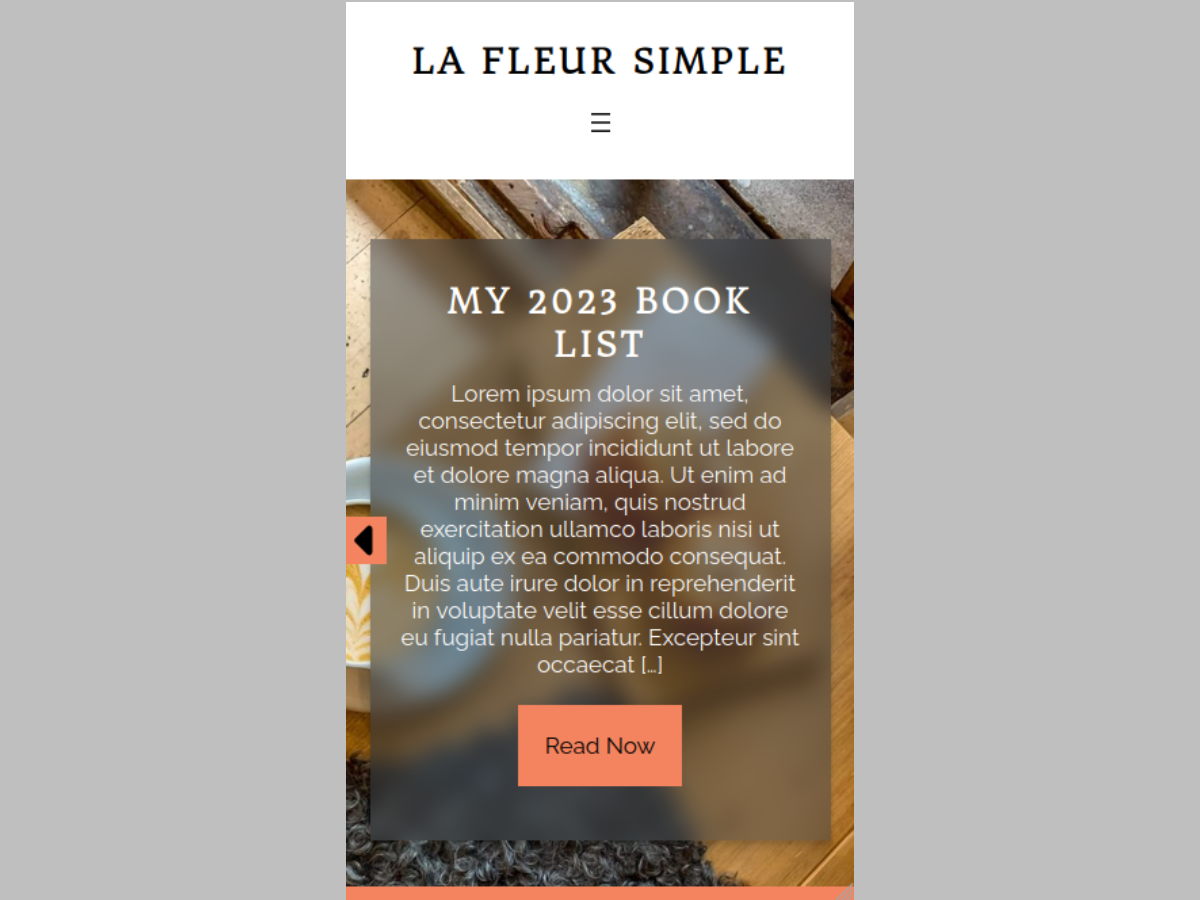 LA FLEUR SIMPLE
MY 2023 BOOK
LIST
Lorem ipsum dolor sit amet,
consectetur adipiscing elit, sed do
eiusmod tempor incididunt ut labore
et dolore magna aliqua. Ut enim ad
minim veniam, quis nostrud
exercitation ullamco laboris nisi ut
aliquip ex ea commodo consequat.
Duis aute irure dolor in reprehenderit
in voluptate velit esse cillum dolore
eu fugiat nulla pariatur. Excepteur sint
occaecat [...]
Read Now